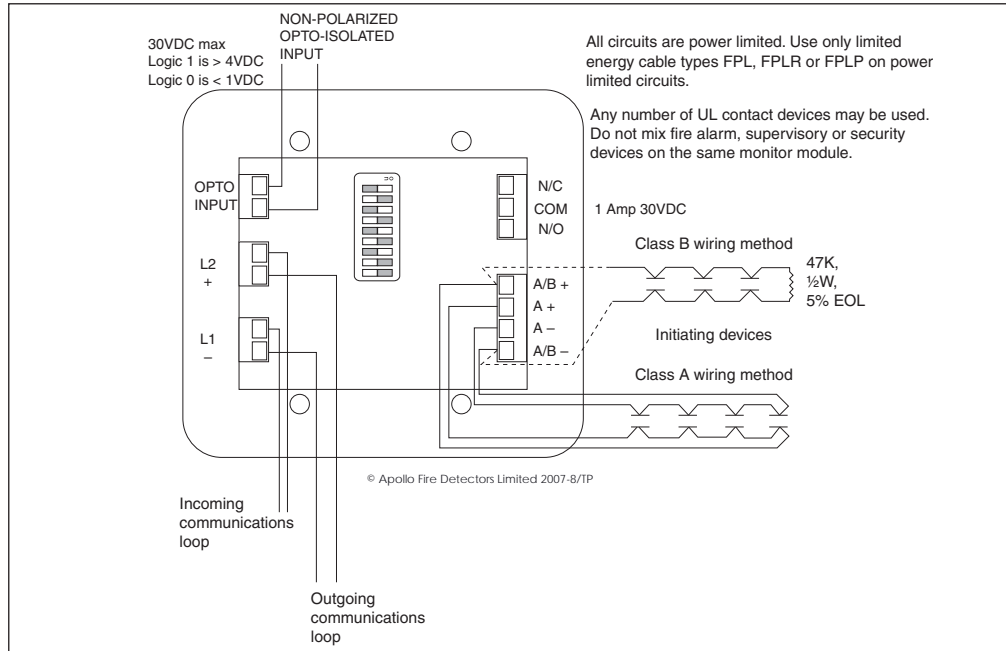 NON-POLARIZED
OPTO-ISOLATED
INPUT
30VDC max
Logic 1 is > 4VDC
Logic 0 is < 1VDC
All circuits are power limited. Use only limited
energy cable types FPL, FPLR or FPLP on power
limited circuits.
Any number of UL contact devices may be used.
Do not mix fire alarm, supervisory or security
devices on the same monitor module.
OPTO
INPUT
L2
+
L1
–
N/C
COM
N/O
1 Amp 30VDC
Class B wiring method
47K,
½W,
5% EOL
A/B +
A +
A –
A/B –
Initiating devices
Class A wiring method
© Apollo Fire Detectors Limited 2007-8/TP
Incoming
communications
loop
Outgoing
communications
loop